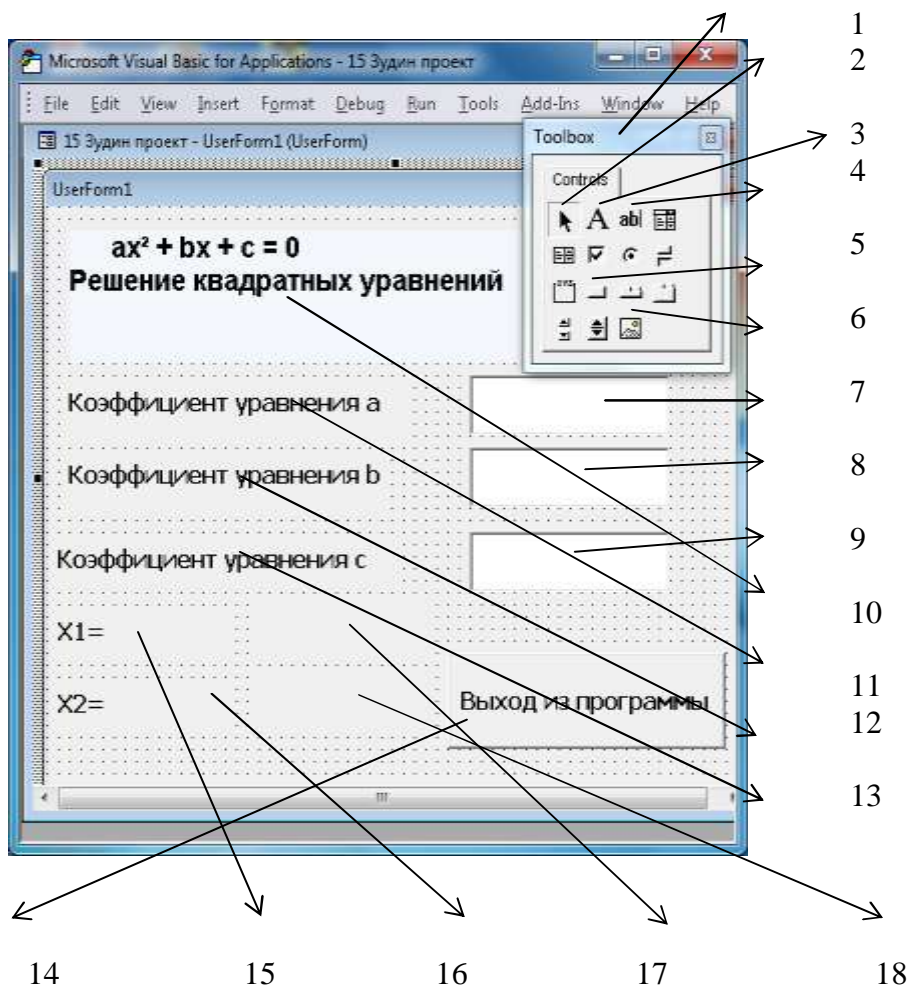 1
Microsoft Visual Basic for Applications - 15 Зудин проект
2
File Edit View Insert Format Debug Run Tools Add-Ins Window Help
15 Зудин проект - UserForm1 (UserForm)
Toolbox
3
UserForm1
Controls
4
A ab|
ax² + bx + c = 0
Решение квадратных уравнений
5
xyz
6
Коэффициент уравнения a
7
Коэффициент уравнения b
8
Коэффициент уравнения c
9
10
X1=
11
X2=
Выход из программы
12
13
14 15 16 17 18